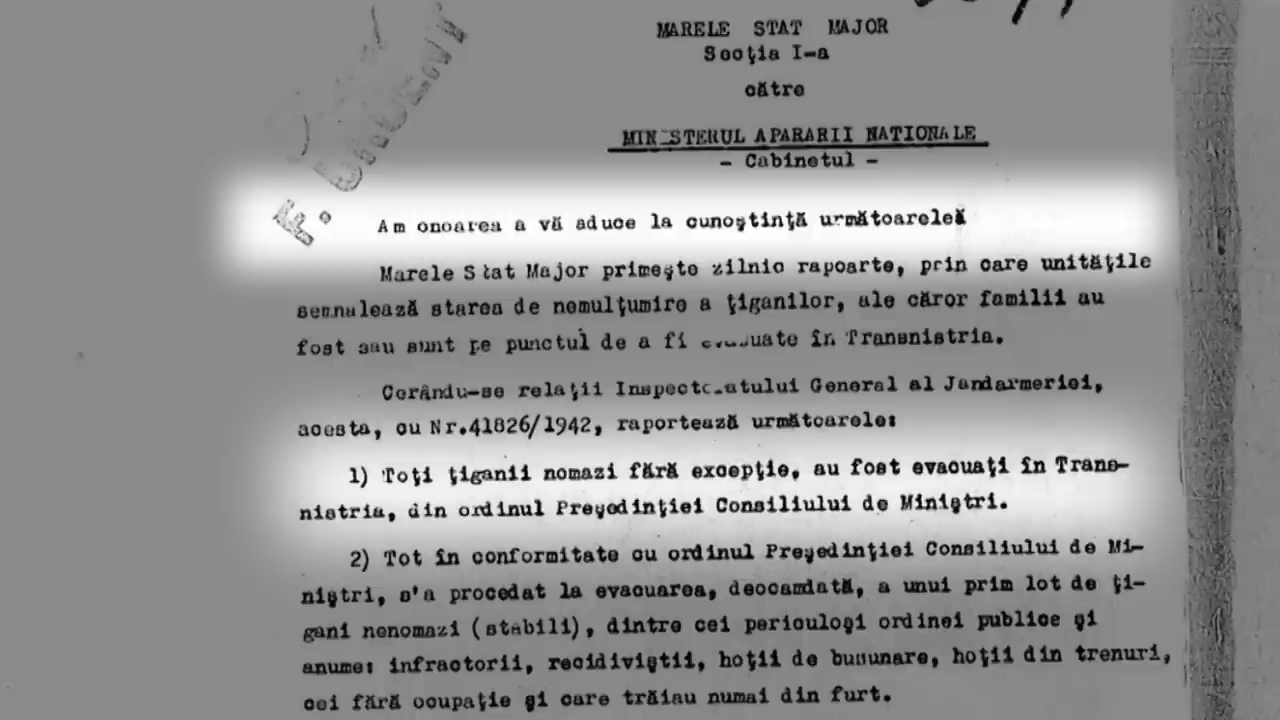 MARELE STAT MAJOR
Secţia I-a
către
MINISTERUL APARARII NATIONALE
- Cabinetul -
F.
Am onoarea a vă aduce la cunoştinţă următoarele:
Marele Stat Major primeşte zilnic rapoarte, prin care unităţile
semnalează starea de nemulţumire a ţiganilor, ale căror familii au
fost sau sunt pe punctul de a fi evacuate în Transnistria.
Cerându-se relaţii Inspectoratului General al Jandarmeriei,
acesta, cu Nr.41826/1942, raportează următoarele:
1) Toţi ţiganii nomazi fără excepţie, au fost evacuaţi în Trans-
nistria, din ordinul Preşedinţiei Consiliului de Miniştri.
2) Tot în conformitate cu ordinul Preşedinţiei Consiliului de Mi-
niştri, s'a procedat la evacuarea, deocamdată, a unui prim lot de ţi-
gani nenomazi (stabili), dintre cei periculoşi ordinei publice şi
anume: infractorii, recidiviştii, hoţii de buzunare, hoţii din trenuri,
cei fără ocupaţie şi care trăiau numai din furt.